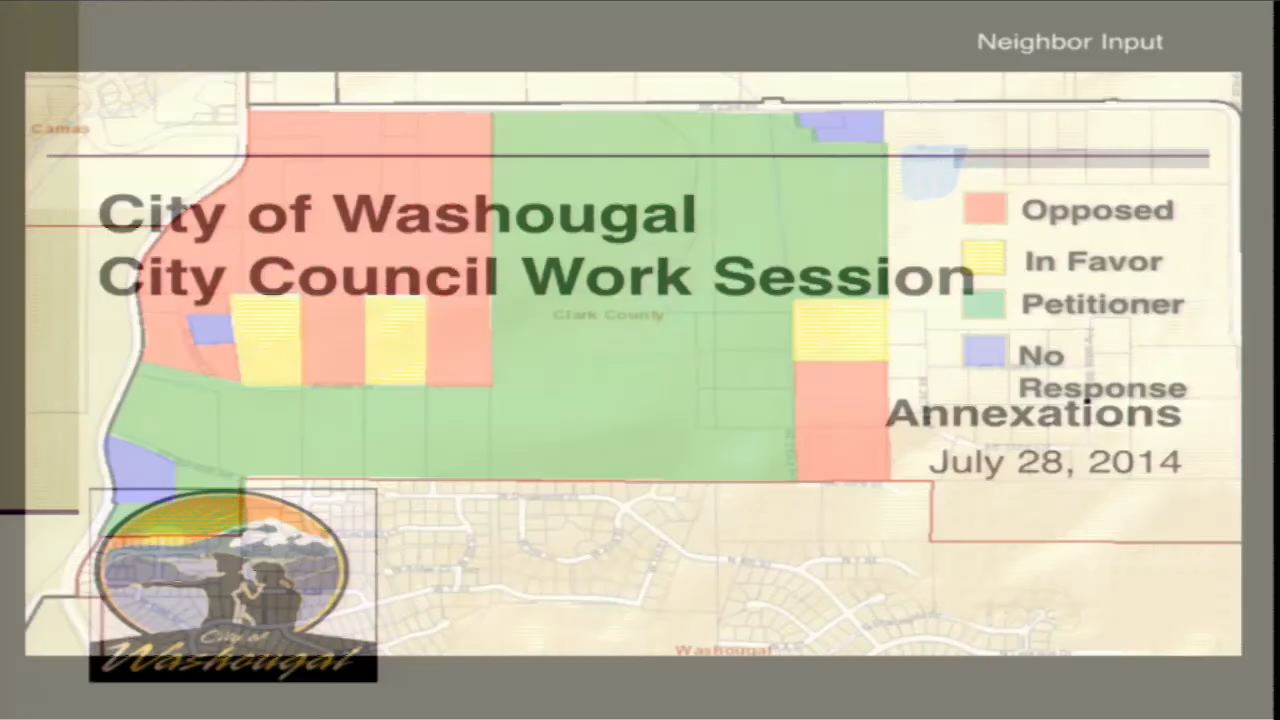 Neighbor Input
Camas
City of Washougal
City Council Work Session
Clark County
Opposed
In Favor
Petitioner
No
Response
Annexations
July 28, 2014
City of
Washougal
Washougal